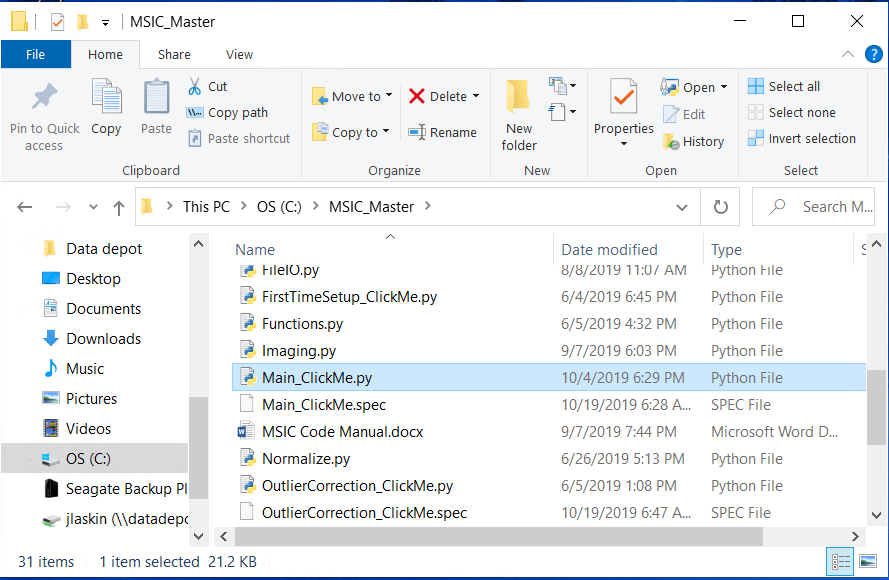 MSIC_Master
File Home Share View ?
Pin to Quick access
Copy
Paste
Cut
Copy path
Paste shortcut
Clipboard
Move to
Copy to
Delete
Rename
Organize
New folder
New
Properties
Open
Edit
History
Open
Select all
Select none
Invert selection
Select
This PC > OS (C:) > MSIC_Master >
Search M...
Data depot
Desktop
Documents
Downloads
Music
Pictures
Videos
OS (C:)
Seagate Backup Pl
jlaskin (\\datadepo
Name Date modified Type S
FileIO.py 8/8/2019 11:07 AM Python File
FirstTimeSetup_ClickMe.py 6/4/2019 6:45 PM Python File
Functions.py 6/5/2019 4:32 PM Python File
Imaging.py 9/7/2019 6:03 PM Python File
Main_ClickMe.py 10/4/2019 6:29 PM Python File
Main_ClickMe.spec 10/19/2019 6:28 A... SPEC File
MSIC Code Manual.docx 9/7/2019 7:44 PM Microsoft Word D...
Normalize.py 6/26/2019 5:13 PM Python File
OutlierCorrection_ClickMe.py 6/5/2019 1:08 PM Python File
OutlierCorrection_ClickMe.spec 10/19/2019 6:47 A... SPEC File
31 items 1 item selected 21.2 KB